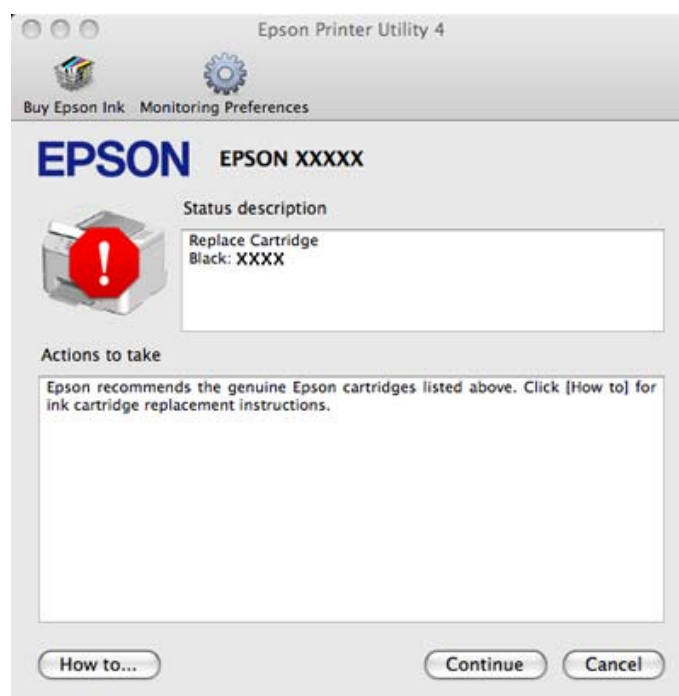 Epson Printer Utility 4
Buy Epson Ink Monitoring Preferences
EPSON EPSON XXXXX
Status description
Replace Cartridge
Black: XXXX
!
Actions to take
Epson recommends the genuine Epson cartridges listed above. Click [How to] for
ink cartridge replacement instructions.
How to... Continue Cancel